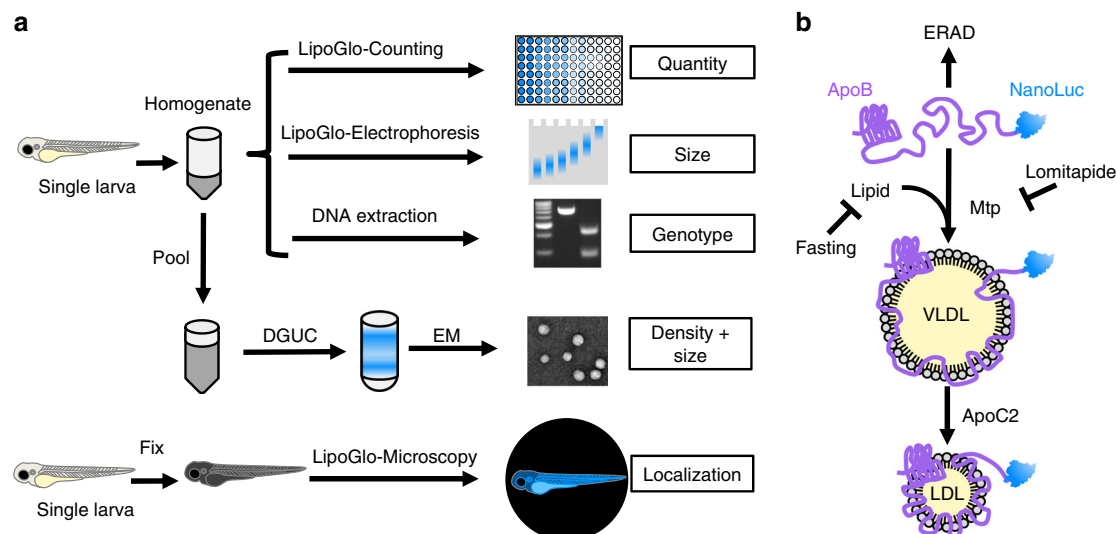 a
LipoGlo-Counting
Quantity
Homogenate
LipoGlo-Electrophoresis
Size
Single larva
DNA extraction
Genotype
Pool
DGUC
EM
Density +
size
Fix
LipoGlo-Microscopy
Localization
Single larva
b
ERAD
ApoB
NanoLuc
Lomitapide
Lipid
Mtp
Fasting
VLDL
ApoC2
LDL